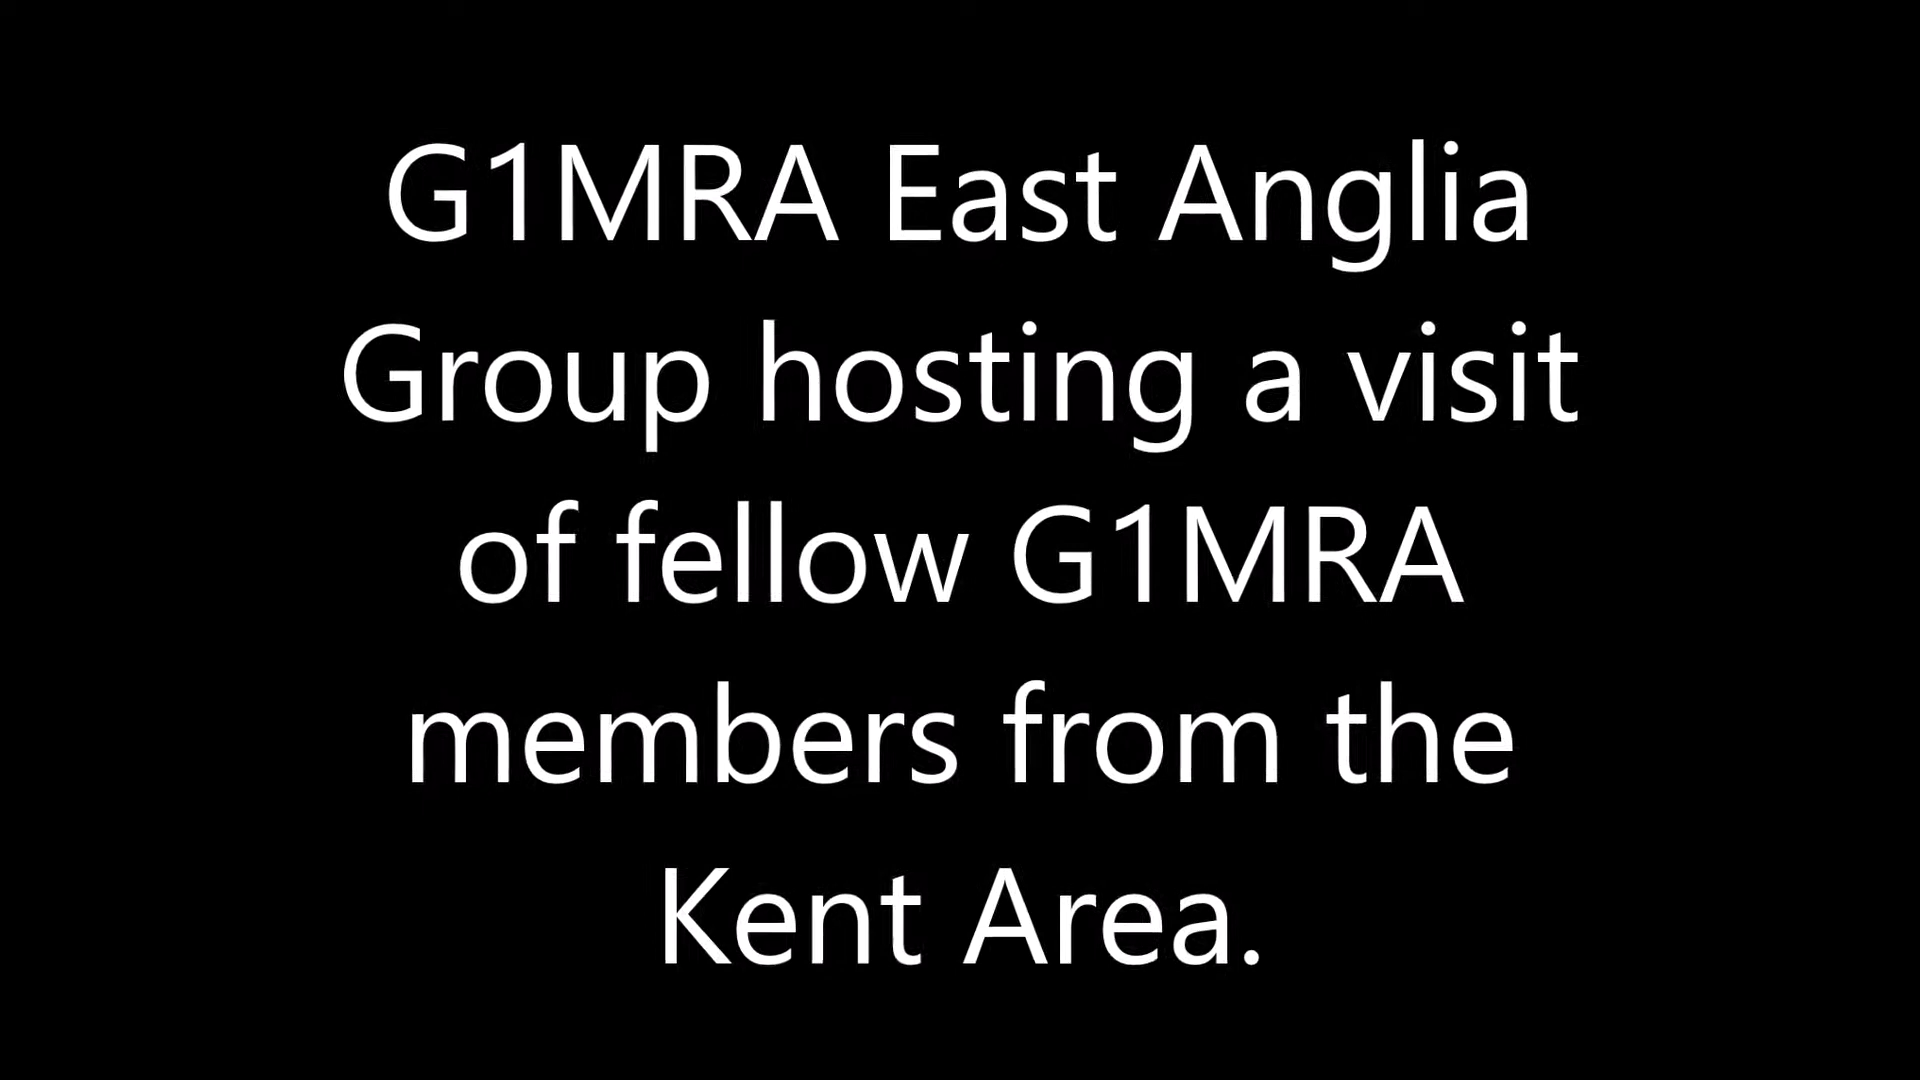 G1MRA East Anglia
Group hosting a visit
of fellow G1MRA
members from the
Kent Area.